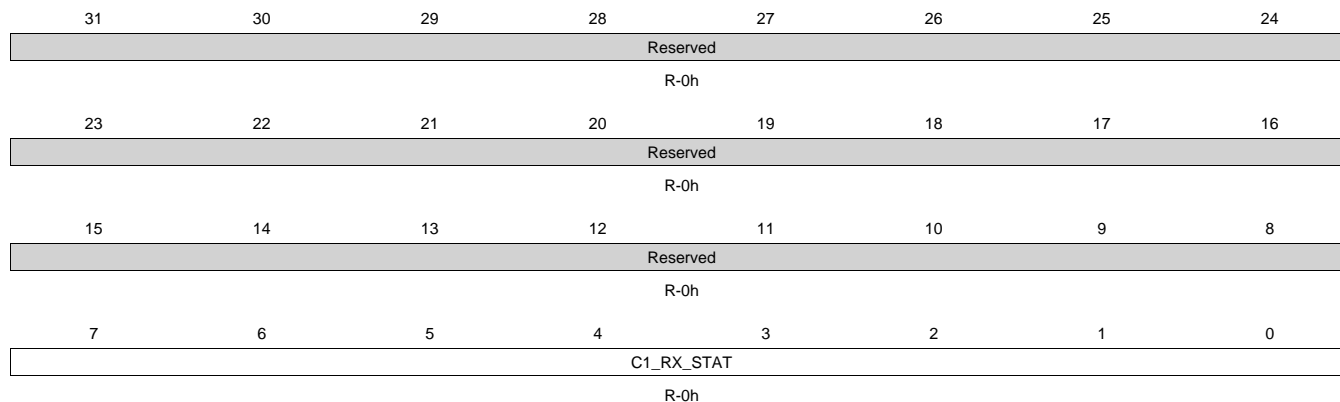 31 30 29 28 27 26 25 24
Reserved
R-0h
23 22 21 20 19 18 17 16
Reserved
R-0h
15 14 13 12 11 10 9 8
Reserved
R-0h
7 6 5 4 3 2 1 0
C1_RX_STAT
R-0h